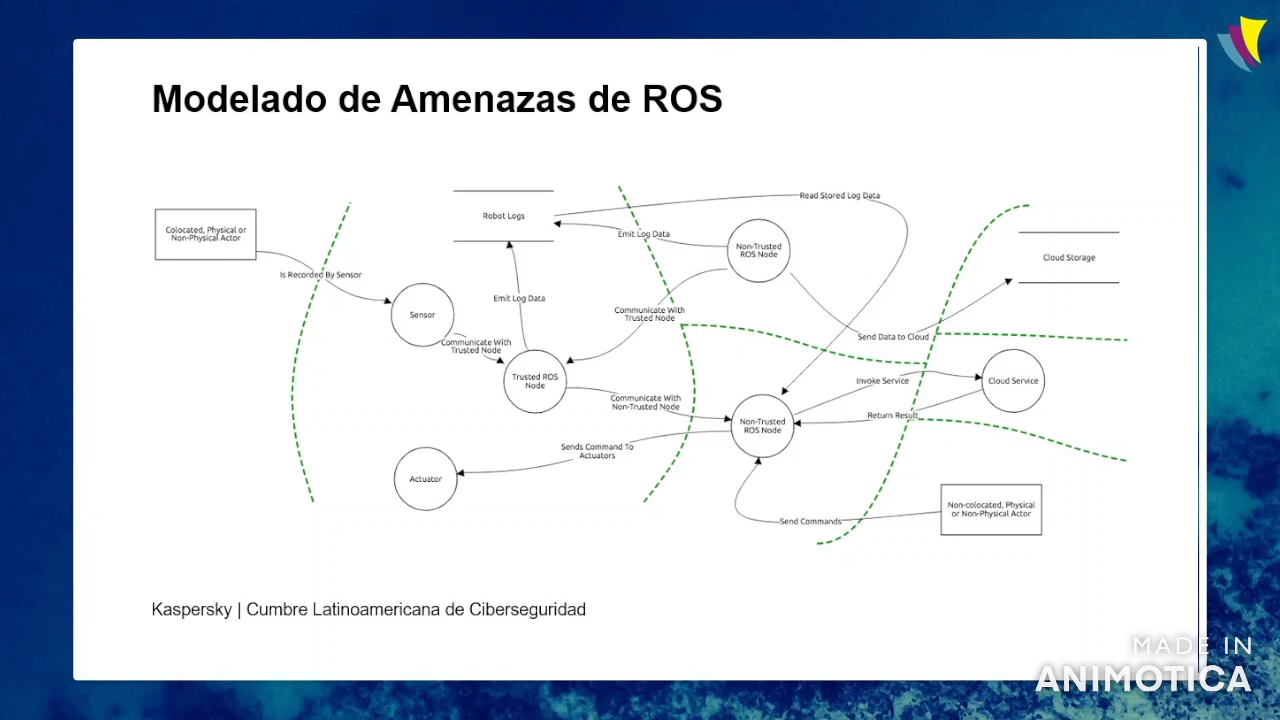 Modelado de Amenazas de ROS
Read Stored Log Data
Robot Logs
Colocated, Physical or
Non-Physical Actor
Emit Log Data
Non-Trusted
ROS Node
Cloud Storage
Is Recorded By Sensor
Emit Log Data
Sensor
Communicate With
Trusted Node
Send Data to Cloud
Communicate With
Trusted Node
Trusted ROS
Node
Invoke Service
Cloud Service
Communicate With
Non-Trusted Node
Return Result
Non-Trusted
ROS Node
Sends Command To
Actuators
Actuator
Non-colocated, Physical
or Non-Physical Actor
Send Commands
Kaspersky | Cumbre Latinoamericana de Ciberseguridad
MADE IN
ANIMOTICA